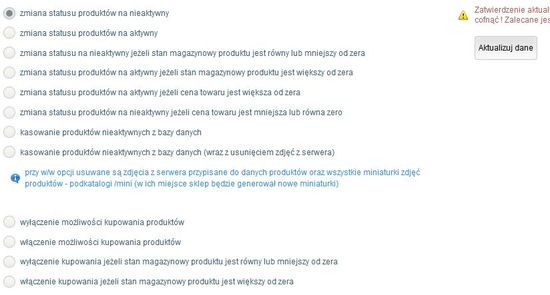 zmiana statusu produktów na nieaktywny
zmiana statusu produktów na aktywny
zmiana statusu na nieaktywny jeżeli stan magazynowy produktu jest równy lub mniejszy od zera
zmiana statusu produktów na aktywny jeżeli stan magazynowy produktu jest większy od zera
zmiana statusu produktów na aktywny jeżeli cena towaru jest większa od zera
zmiana statusu produktów na nieaktywny jeżeli cena towaru jest mniejsza lub równa zero
kasowanie produktów nieaktywnych z bazy danych
kasowanie produktów nieaktywnych z bazy danych (wraz z usunięciem zdjęć z serwera)
przy w/w opcji usuwane są zdjęcia z serwera przypisane do danych produktów oraz wszystkie miniaturki zdjęć
produktów - podkatalogi /mini (w ich miejsce sklep będzie generował nowe miniaturki)
wyłączenie możliwości kupowania produktów
włączenie możliwości kupowania produktów
wyłączenie kupowania jeżeli stan magazynowy produktu jest równy lub mniejszy od zera
włączenie kupowania jeżeli stan magazynowy produktu jest większy od zera
Zatwierdzenie aktual
cofnąć ! Zalecane jes
Aktualizuj dane